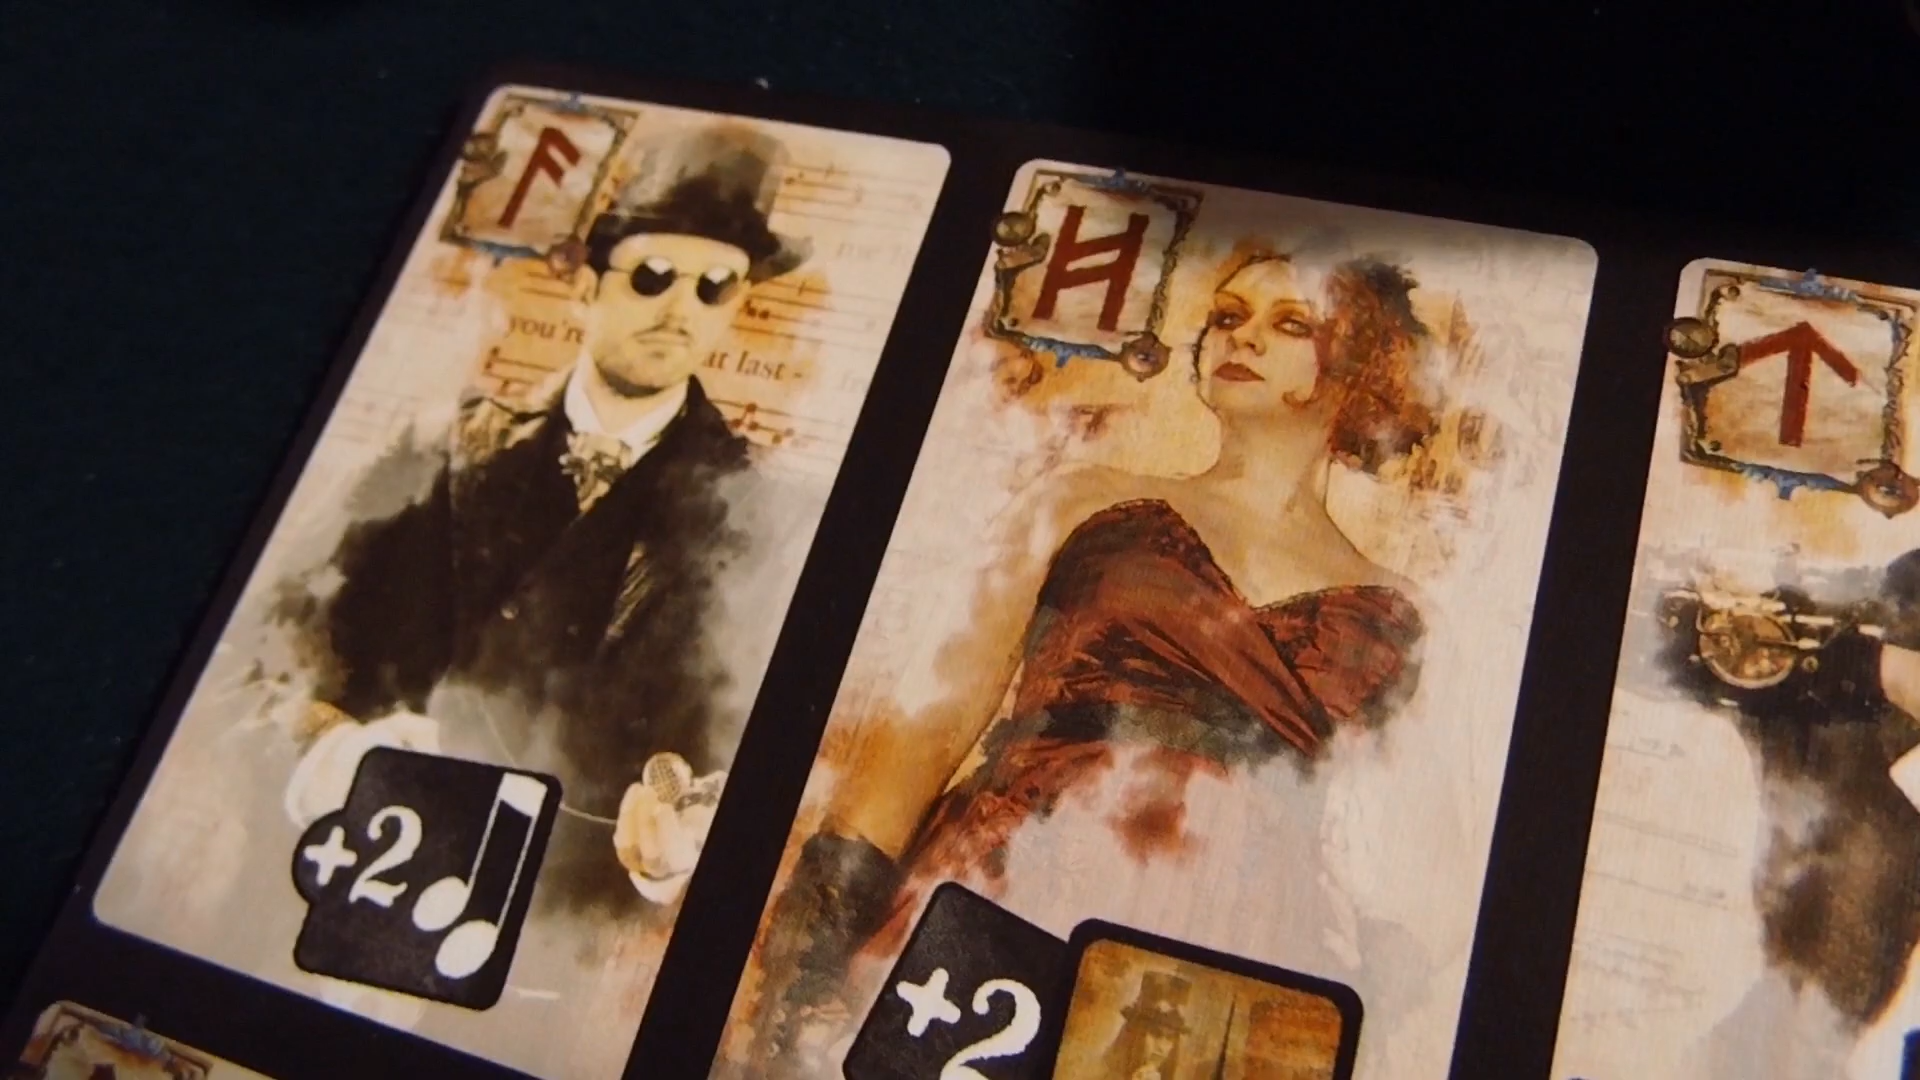 ᚨ
ᚺ
ᛏ
you're
at last -
+2
+2